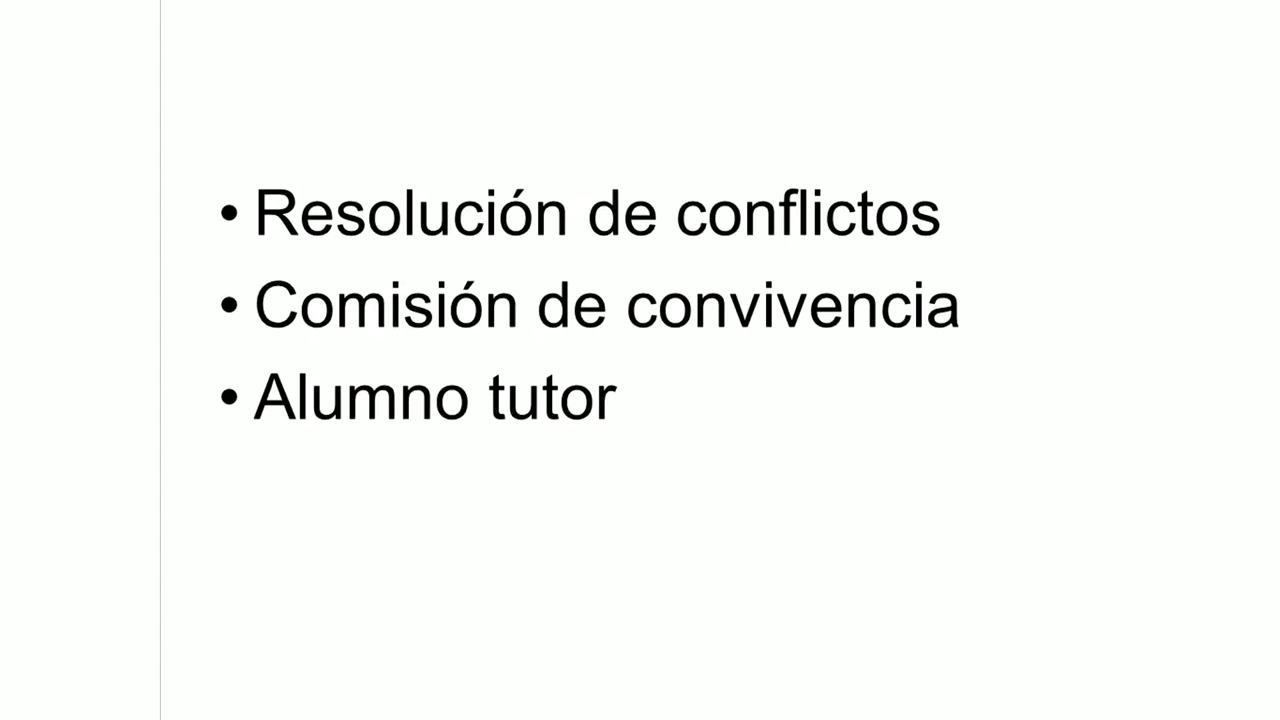 • Resolución de conflictos
• Comisión de convivencia
• Alumno tutor